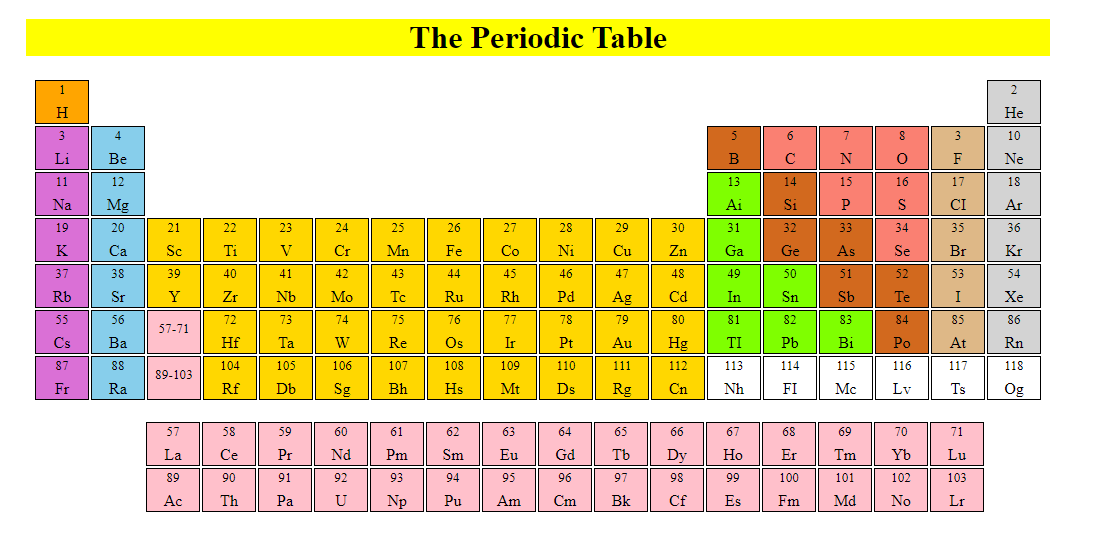 The Periodic Table
1 2
H He
3 4 5 6 7 8 3 10
Li Be B C N O F Ne
11 12 13 14 15 16 17 18
Na Mg Ai Si P S CI Ar
19 20 21 22 23 24 25 26 27 28 29 30 31 32 33 34 35 36
K Ca Sc Ti V Cr Mn Fe Co Ni Cu Zn Ga Ge As Se Br Kr
37 38 39 40 41 42 43 44 45 46 47 48 49 50 51 52 53 54
Rb Sr Y Zr Nb Mo Tc Ru Rh Pd Ag Cd In Sn Sb Te I Xe
55 56 57-71 72 73 74 75 76 77 78 79 80 81 82 83 84 85 86
Cs Ba Hf Ta W Re Os Ir Pt Au Hg TI Pb Bi Po At Rn
87 88 89-103 104 105 106 107 108 109 110 111 112 113 114 115 116 117 118
Fr Ra Rf Db Sg Bh Hs Mt Ds Rg Cn Nh FI Mc Lv Ts Og
57 58 59 60 61 62 63 64 65 66 67 68 69 70 71
La Ce Pr Nd Pm Sm Eu Gd Tb Dy Ho Er Tm Yb Lu
89 90 91 92 93 94 95 96 97 98 99 100 101 102 103
Ac Th Pa U Np Pu Am Cm Bk Cf Es Fm Md No Lr